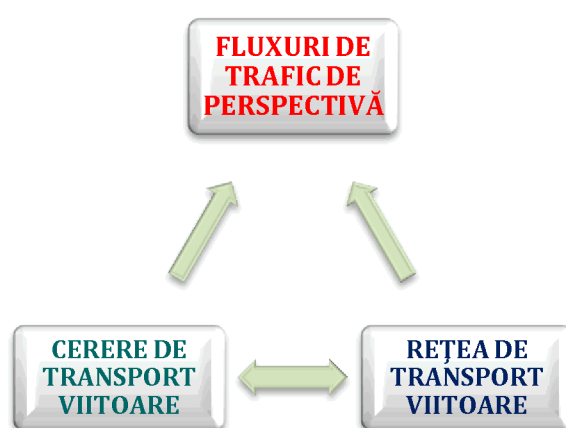 FLUXURI DE
TRAFIC DE
PERSPECTIVĂ
CERERE DE
TRANSPORT
VIITOARE
REȚEA DE
TRANSPORT
VIITOARE